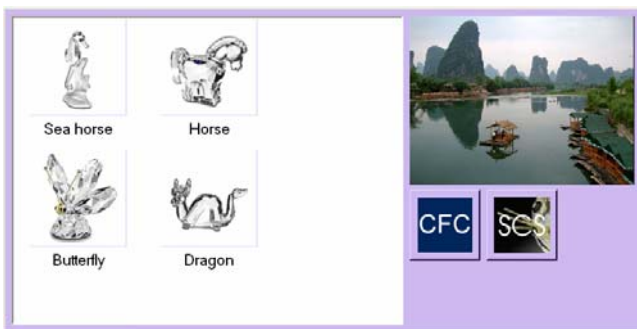 Sea horse
Horse
Butterfly
Dragon
CFC
SCS